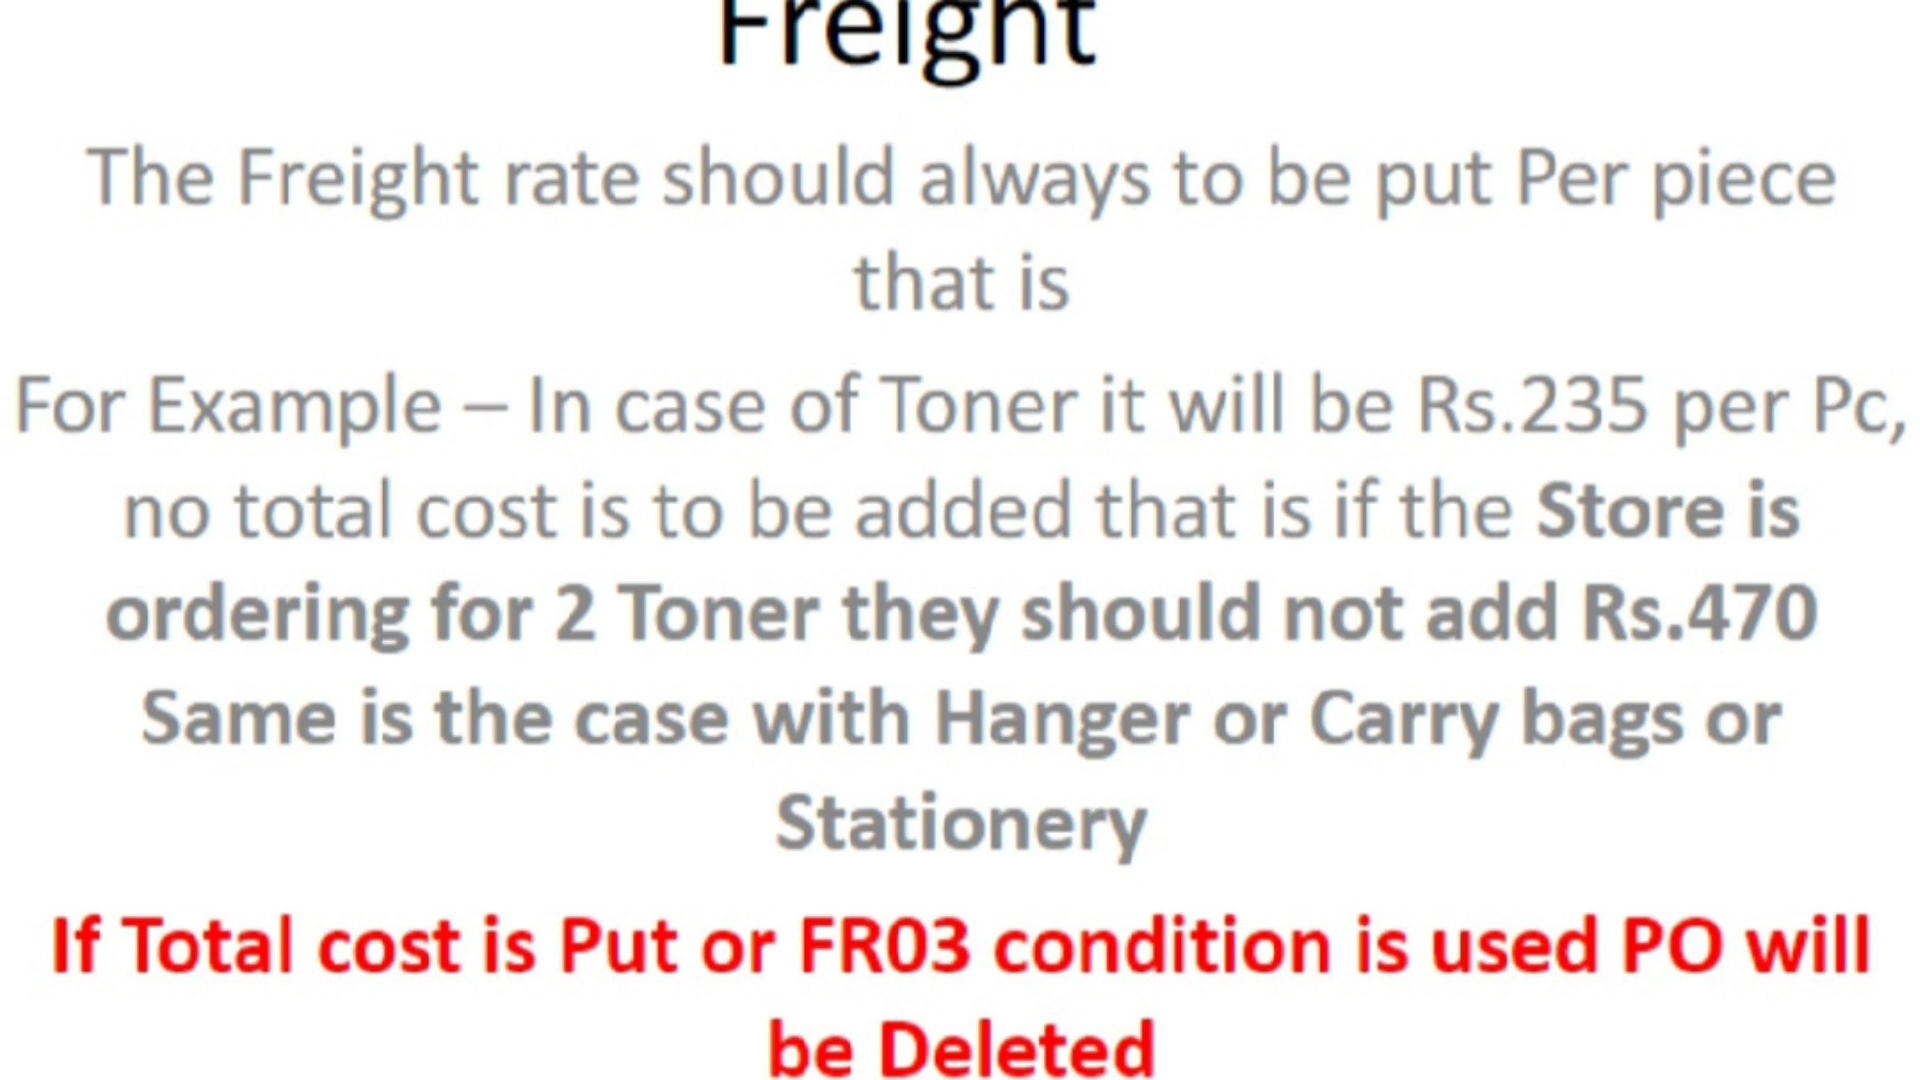 Freight
The Freight rate should always to be put Per piece
that is
For Example – In case of Toner it will be Rs.235 per Pc,
no total cost is to be added that is if the Store is
ordering for 2 Toner they should not add Rs.470
Same is the case with Hanger or Carry bags or
Stationery
If Total cost is Put or FR03 condition is used PO will
be Deleted